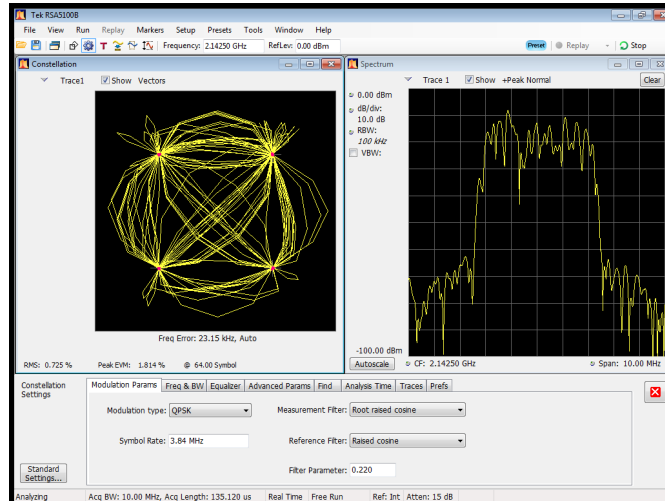 Tek RSA5100B
File View Run Replay Markers Setup Presets Tools Window Help
Frequency: 2.14250 GHz RefLev: 0.00 dBm Preset Replay Stop
Constellation
Trace1 Show Vectors
Freq Error: 23.15 kHz, Auto
RMS: 0.725 % Peak EVM: 1.814 % @ 64.00 Symbol
Spectrum
Trace 1 Show +Peak Normal Clear
0.00 dBm
dB/div:
10.0 dB
RBW:
100 kHz
VBW:
-100.00 dBm
Autoscale CF: 2.14250 GHz Span: 10.00 MHz
Constellation
Settings
Modulation Params Freq & BW Equalizer Advanced Params Find Analysis Time Traces Prefs
Modulation type: QPSK Measurement Filter: Root raised cosine
Symbol Rate: 3.84 MHz Reference Filter: Raised cosine
Filter Parameter: 0.220
Standard
Settings...
Analyzing Acq BW: 10.00 MHz, Acq Length: 135.120 us Real Time Free Run Ref: Int Atten: 15 dB